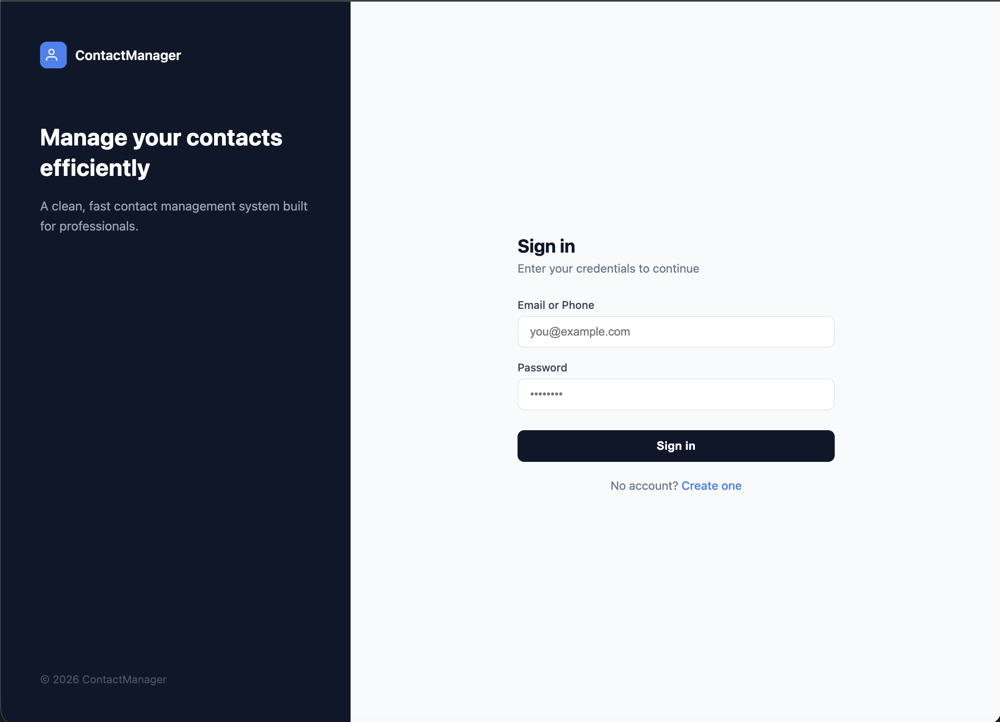 ContactManager
Manage your contacts
efficiently
A clean, fast contact management system built
for professionals.
© 2026 ContactManager
Sign in
Enter your credentials to continue
Email or Phone
you@example.com
Password
••••••••
Sign in
No account? Create one